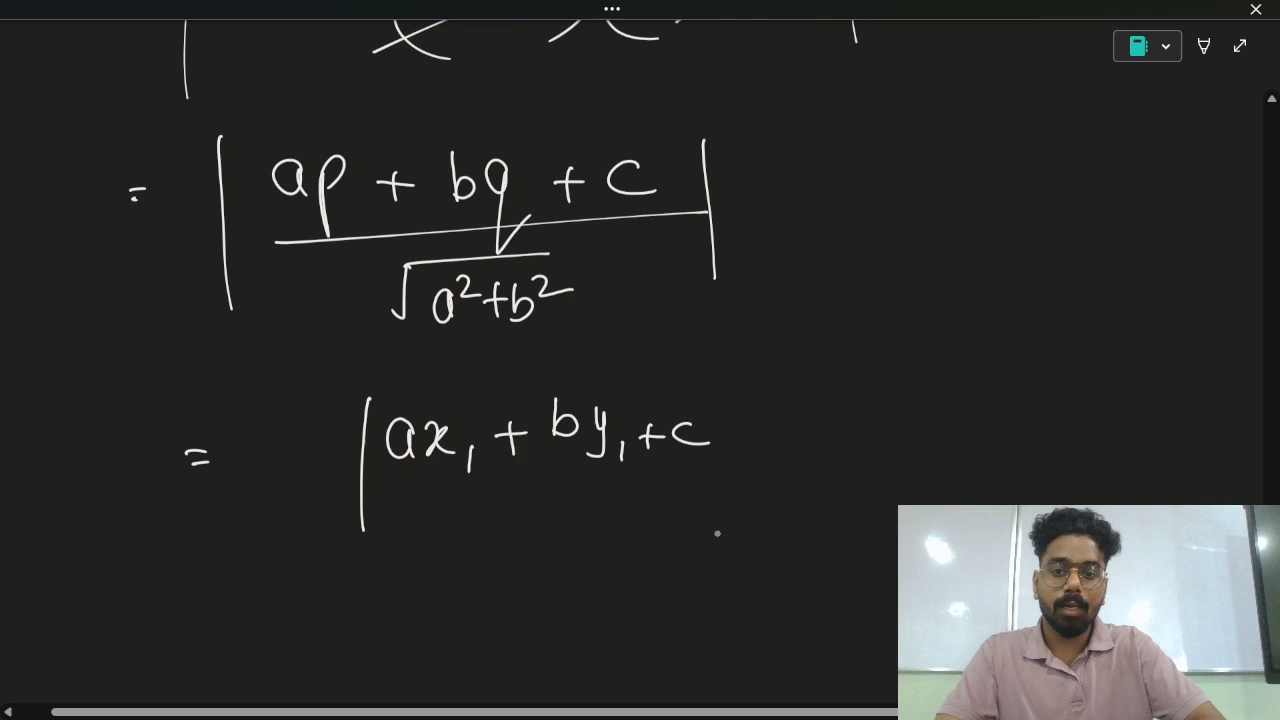 = | ap + bq + c |
√a²+b²
= | ax₁ + by₁ + c